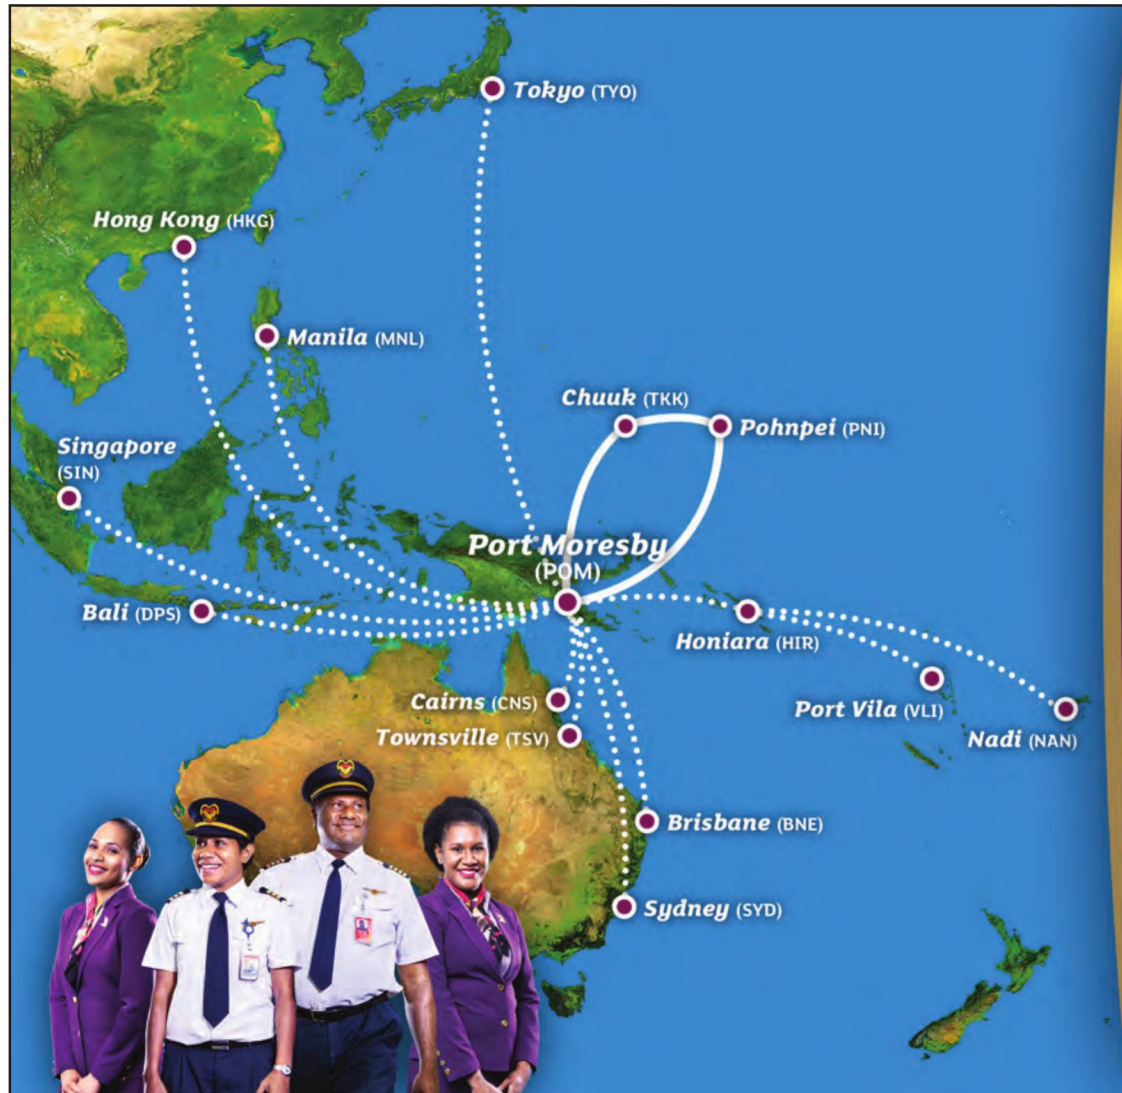 Tokyo (TYO)
Hong Kong (HKG)
Manila (MNL)
Chuuk (TKK)
Pohnpei (PNI)
Singapore
(SIN)
Port Moresby
(POM)
Bali (DPS)
Honiara (HIR)
Cairns (CNS)
Port Vila (VLI)
Townsville (TSV)
Nadi (NAN)
Brisbane (BNE)
Sydney (SYD)